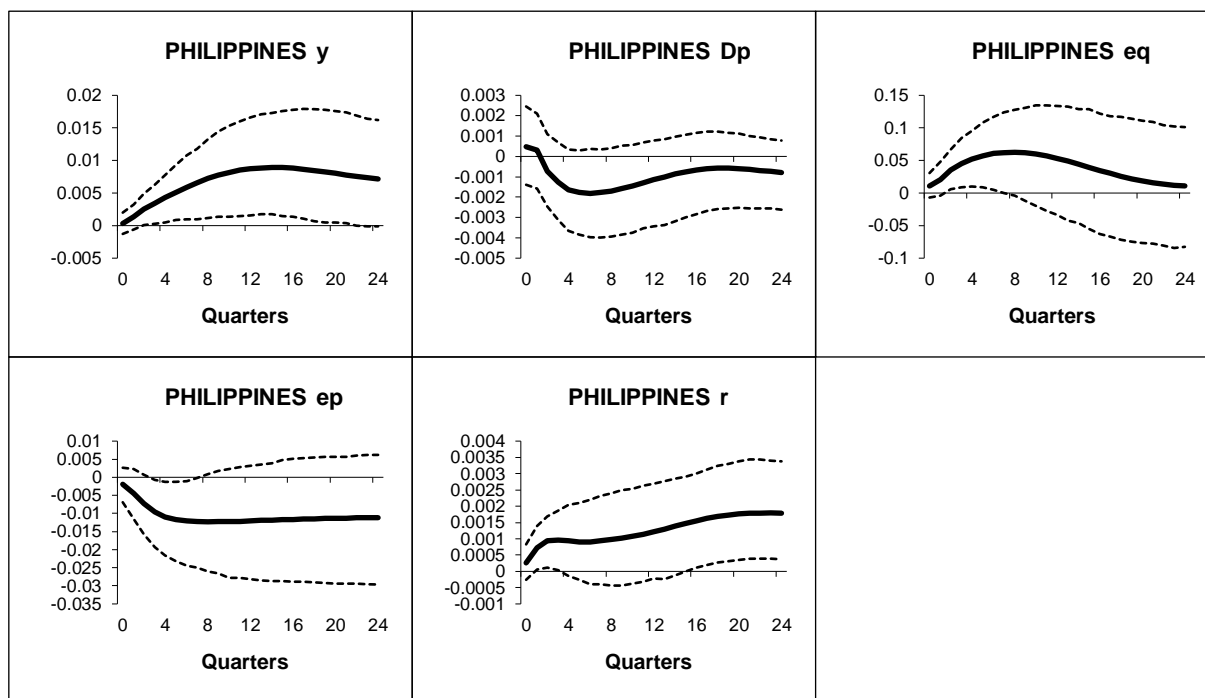 PHILIPPINES y
0.02
0.015
0.01
0.005
0
-0.005
0 4 8 12 16 20 24
Quarters
PHILIPPINES Dp
0.003
0.002
0.001
0
-0.001
-0.002
-0.003
-0.004
-0.005
0 4 8 12 16 20 24
Quarters
PHILIPPINES eq
0.15
0.1
0.05
0
-0.05
-0.1
0 4 8 12 16 20 24
Quarters
PHILIPPINES ep
0.01
0.005
0
-0.005
-0.01
-0.015
-0.02
-0.025
-0.03
-0.035
0 4 8 12 16 20 24
Quarters
PHILIPPINES r
0.004
0.0035
0.003
0.0025
0.002
0.0015
0.001
0.0005
0
-0.0005
-0.001
0 4 8 12 16 20 24
Quarters